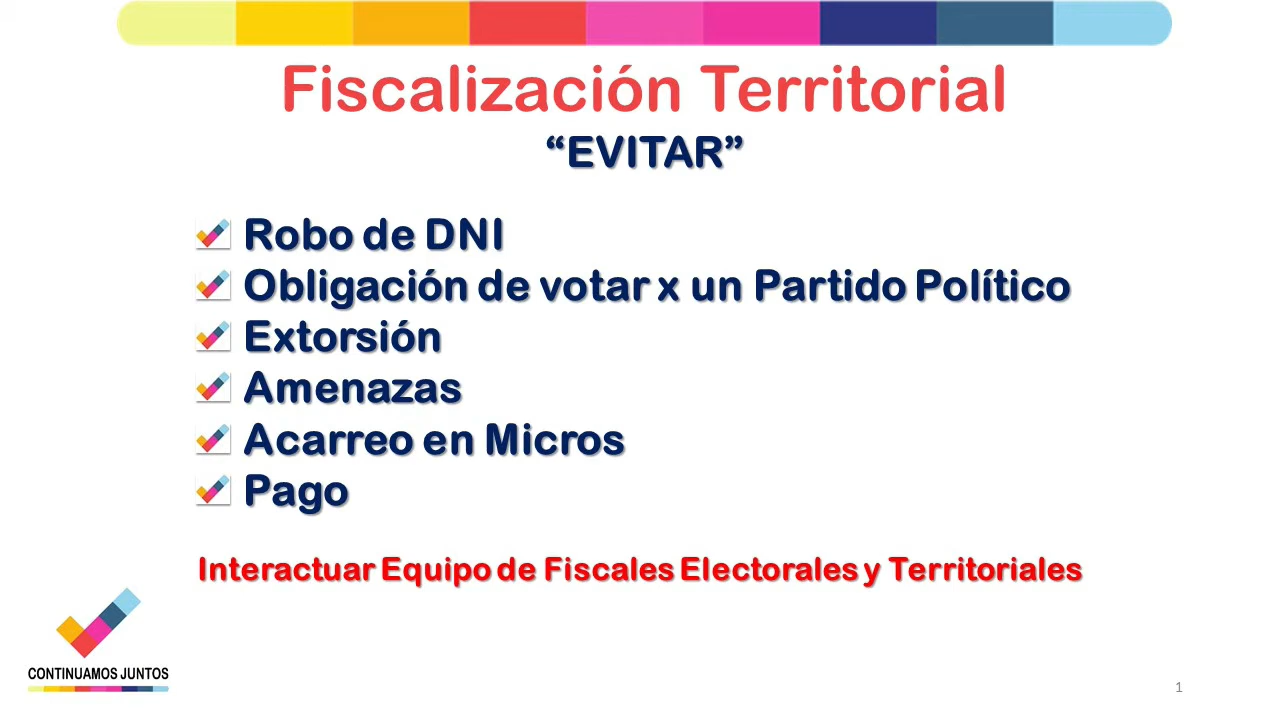 Fiscalización Territorial
“EVITAR”
Robo de DNI
Obligación de votar x un Partido Político
Extorsión
Amenazas
Acarreo en Micros
Pago
Interactuar Equipo de Fiscales Electorales y Territoriales
CONTINUAMOS JUNTOS
1